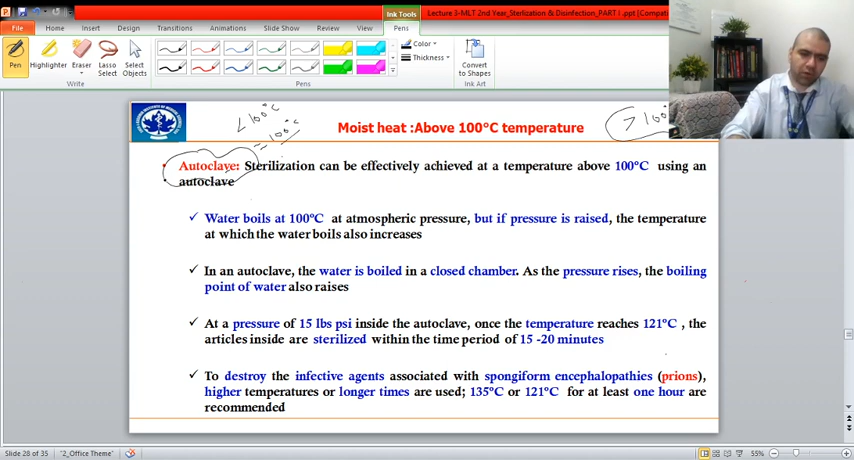 Ink Tools
Lecture 3-MLT 2nd Year_Sterlization & Disinfection_PART I .ppt [Compati
File Home Insert Design Transitions Animations Slide Show Review View Pens
Pen Highlighter Eraser Lasso Select Select Objects
Color
Thickness
Convert to Shapes
Write Pens Ink Art
<100°C
= 100°C
> 100°
Moist heat :Above 100°C temperature
• Autoclave: Sterilization can be effectively achieved at a temperature above 100°C using an
autoclave
✓ Water boils at 100°C at atmospheric pressure, but if pressure is raised, the temperature
at which the water boils also increases
✓ In an autoclave, the water is boiled in a closed chamber. As the pressure rises, the boiling
point of water also raises
✓ At a pressure of 15 lbs psi inside the autoclave, once the temperature reaches 121°C , the
articles inside are sterilized within the time period of 15 -20 minutes
✓ To destroy the infective agents associated with spongiform encephalopathies (prions),
higher temperatures or longer times are used; 135°C or 121°C for at least one hour are
recommended
Slide 28 of 35 "2_Office Theme" 55%